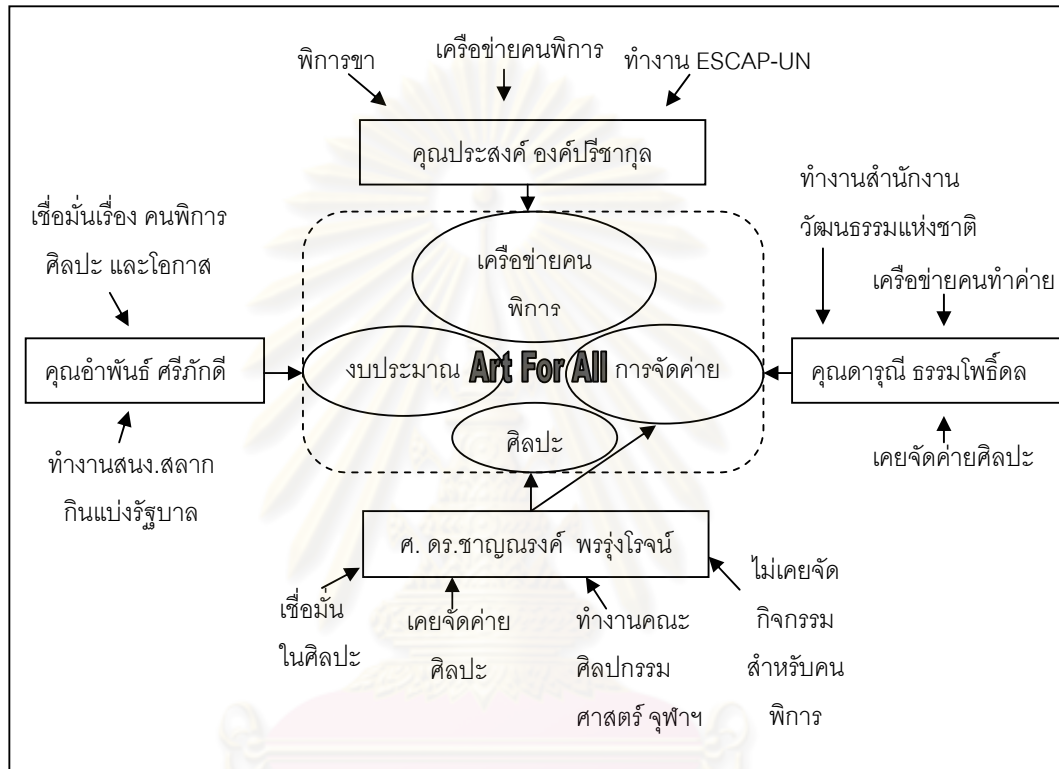 เครือข่ายคนพิการ
พิการขา
ทำงาน ESCAP-UN
คุณประสงค์ องค์ปรีชากุล
ทำงานสำนักงาน
วัฒนธรรมแห่งชาติ
เชื่อมั่นเรื่อง คนพิการ
ศิลปะ และโอกาส
เครือข่ายคนทำค่าย
เครือข่ายคน
พิการ
คุณอำพันธ์ ศรีภักดี
งบประมาณ
Art For All
การจัดค่าย
คุณดารุณี ธรรมโพธิ์ดล
ศิลปะ
ทำงานสนง.สลาก
กินแบ่งรัฐบาล
เคยจัดค่ายศิลปะ
ศ. ดร.ชาญณรงค์ พรรุ่งโรจน์
เชื่อมั่น
ในศิลปะ
เคยจัดค่าย
ศิลปะ
ทำงานคณะ
ศิลปกรรม
ศาสตร์ จุฬาฯ
ไม่เคยจัด
กิจกรรม
สำหรับคน
พิการ